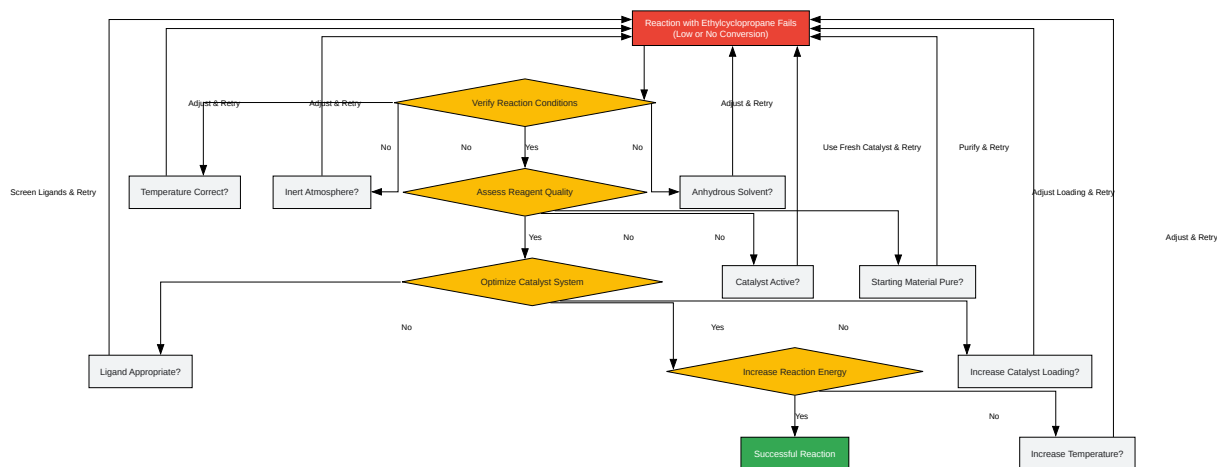 Reaction with Ethylcyclopropane Fails
(Low or No Conversion)
Verify Reaction Conditions
Adjust & Retry
Adjust & Retry
Adjust & Retry
No
No
Yes
No
Use Fresh Catalyst & Retry
Purify & Retry
Screen Ligands & Retry
Temperature Correct?
Inert Atmosphere?
Assess Reagent Quality
Anhydrous Solvent?
Adjust Loading & Retry
Yes
No
No
Adjust & Retry
Optimize Catalyst System
Catalyst Active?
Starting Material Pure?
No
Yes
No
Ligand Appropriate?
Increase Reaction Energy
Increase Catalyst Loading?
Yes
No
Successful Reaction
Increase Temperature?